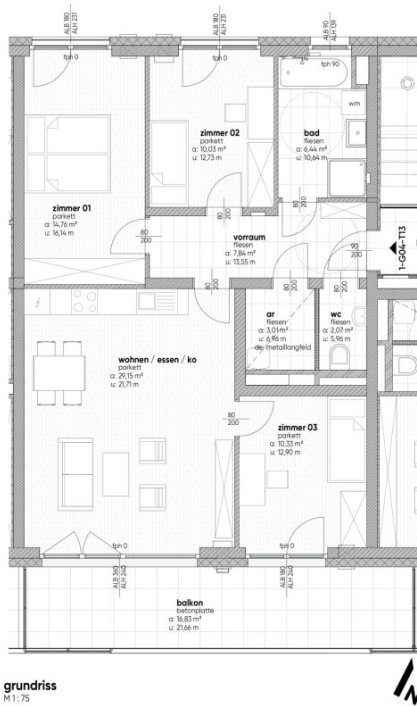 ALB 180
ALH 231
ALB 180
ALH 231
ALB 90
ALH 139
fph 0
fph 0
fph 90
zimmer 02
parkett
a: 10,03 m²
u: 12,73 m
bad
fliesen
a: 6,44 m²
u: 10,64 m
wm
zimmer 01
parkett
a: 14,76 m²
u: 16,14 m
80
200
80
200
80
200
vorraum
fliesen
a: 7,84 m²
u: 13,55 m
90
200
1-G04-T13
80
200
80
200
80
200
ar
fliesen
a: 3,01 m²
u: 6,96 m
de: metallangfeld
wc
fliesen
a: 2,07 m²
u: 5,96 m
wohnen / essen / ko
parkett
a: 29,15 m²
u: 21,71 m
80
200
zimmer 03
parkett
a: 10,33 m²
u: 12,90 m
fph 0
fph 0
ALB 360
ALH 240
ALB 180
ALH 240
balkon
betonplatte
a: 16,83 m²
u: 21,66 m
grundriss
M 1 : 75
N